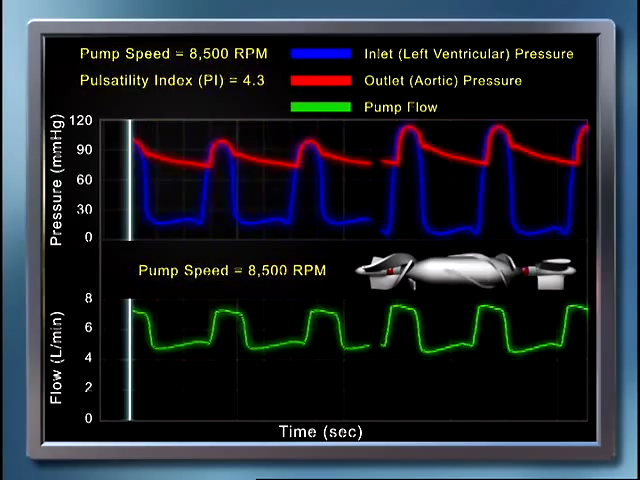 Pump Speed = 8,500 RPM
Inlet (Left Ventricular) Pressure
Pulsatility Index (PI) = 4.3
Outlet (Aortic) Pressure
Pump Flow
Pressure (mmHg)
120
90
60
30
0
Pump Speed = 8,500 RPM
Flow (L/min)
8
6
4
2
0
Time (sec)